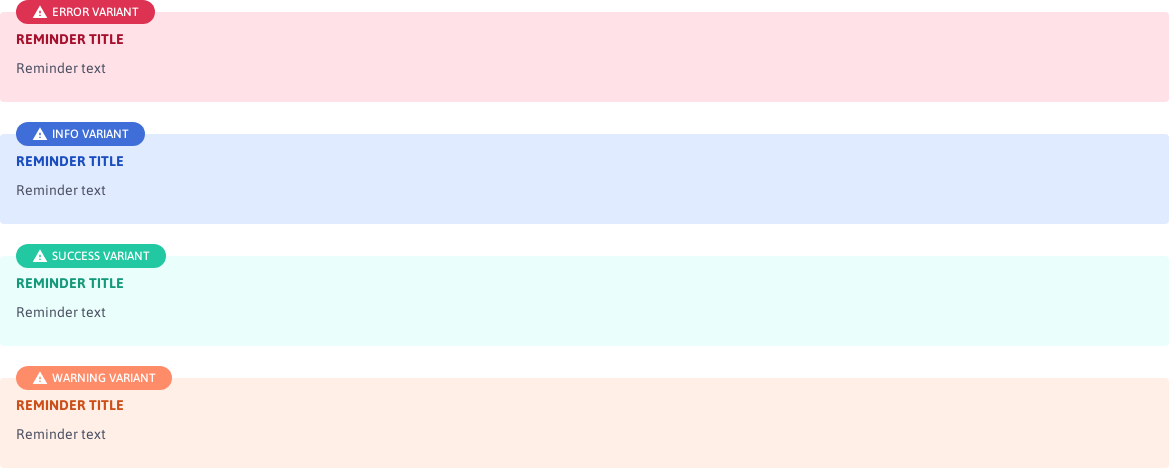 ERROR VARIANT
REMINDER TITLE
Reminder text
INFO VARIANT
REMINDER TITLE
Reminder text
SUCCESS VARIANT
REMINDER TITLE
Reminder text
WARNING VARIANT
REMINDER TITLE
Reminder text